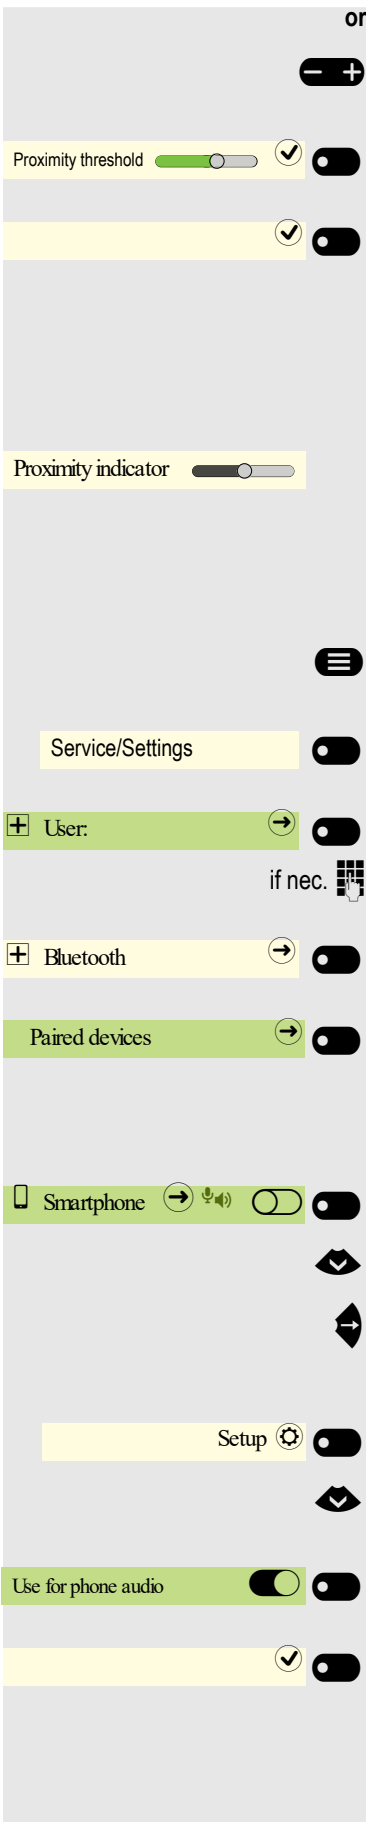 or
Proximity threshold
Proximity indicator
Service/Settings
User:
if nec.
Bluetooth
Paired devices
Smartphone
Setup
Use for phone audio